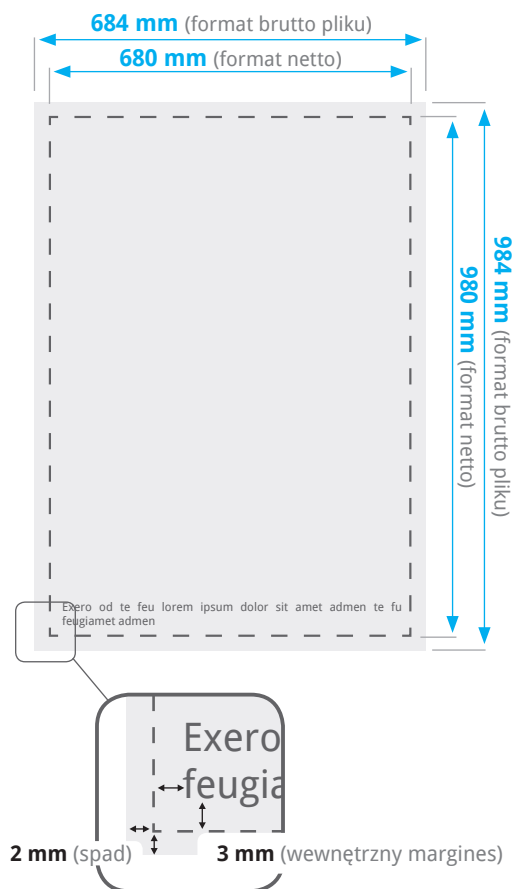 684 mm (format brutto pliku)
680 mm (format netto)
984 mm (format brutto pliku)
980 mm (format netto)
Exero od te feu lorem ipsum dolor sit amet admen te fu
feugiamet admen
Exero
feugia
2 mm (spad)
3 mm (wewnętrzny margines)